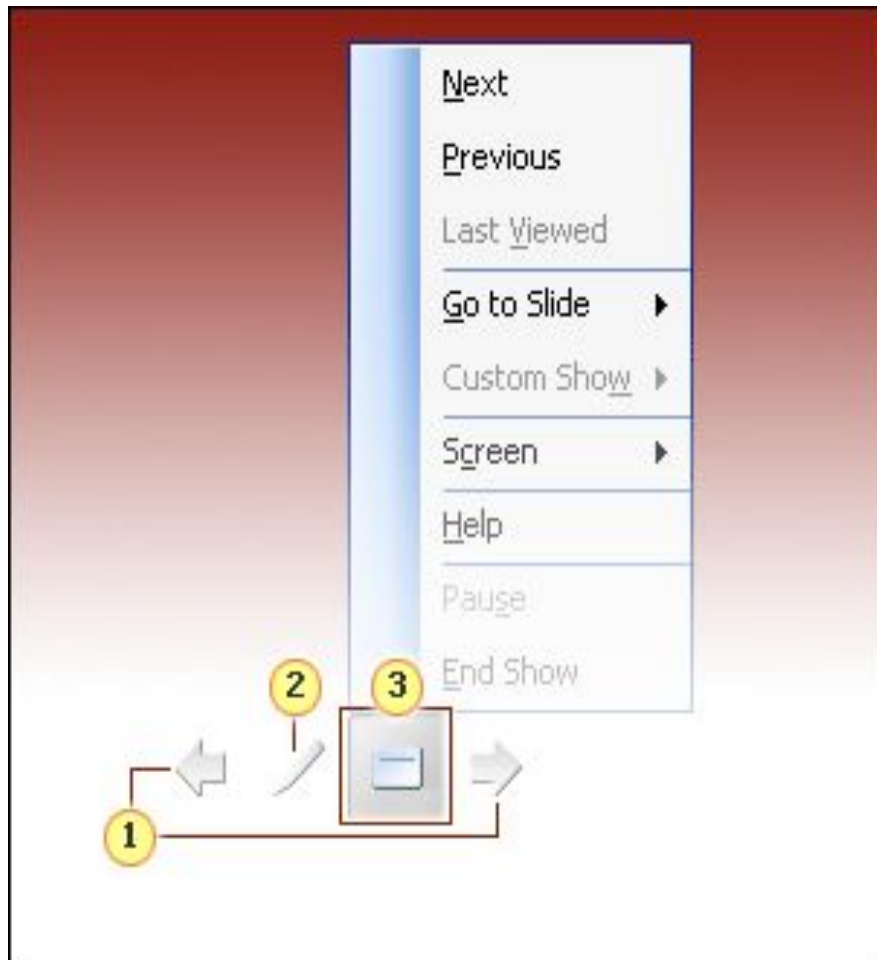 Next
Previous
Last Viewed
Go to Slide
Custom Show
Screen
Help
Pause
End Show
2
3
1